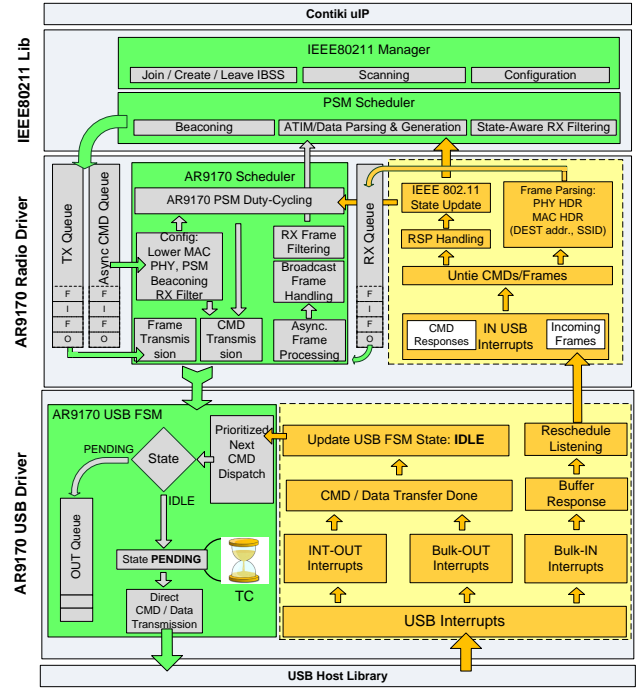 Contiki uIP
IEEE80211 Lib
IEEE80211 Manager
Join / Create / Leave IBSS
Scanning
Configuration
PSM Scheduler
Beaconing
ATIM/Data Parsing & Generation
State-Aware RX Filtering
AR9170 Radio Driver
TX Queue
F
I
F
O
Async CMD Queue
F
I
F
O
AR9170 Scheduler
AR9170 PSM Duty-Cycling
Config:
Lower MAC
PHY, PSM
Beaconing
RX Filter
RX Frame
Filtering
Broadcast
Frame
Handling
Frame
Transmis
sion
CMD
Transmis
sion
Async.
Frame
Processing
RX Queue
F
I
F
O
IEEE 802.11
State Update
RSP Handling
Frame Parsing:
PHY HDR
MAC HDR
(DEST addr., SSID)
Untie CMDs/Frames
CMD
Responses
IN USB
Interrupts
Incoming
Frames
AR9170 USB Driver
AR9170 USB FSM
PENDING
State
Prioritized
Next
CMD
Dispatch
IDLE
OUT Queue
State PENDING
TC
Direct
CMD / Data
Transmission
Update USB FSM State: IDLE
Reschedule
Listening
CMD / Data Transfer Done
Buffer
Response
INT-OUT
Interrupts
Bulk-OUT
Interrupts
Bulk-IN
Interrupts
USB Interrupts
USB Host Library